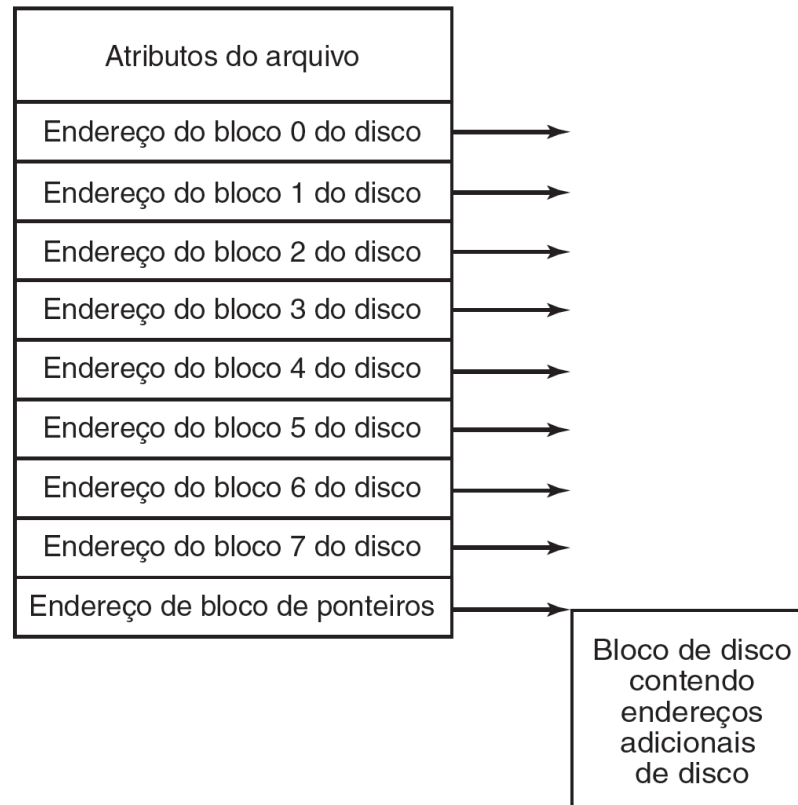 Atributos do arquivo
Endereço do bloco 0 do disco
Endereço do bloco 1 do disco
Endereço do bloco 2 do disco
Endereço do bloco 3 do disco
Endereço do bloco 4 do disco
Endereço do bloco 5 do disco
Endereço do bloco 6 do disco
Endereço do bloco 7 do disco
Endereço de bloco de ponteiros
Bloco de disco
contendo
endereços
adicionais
de disco